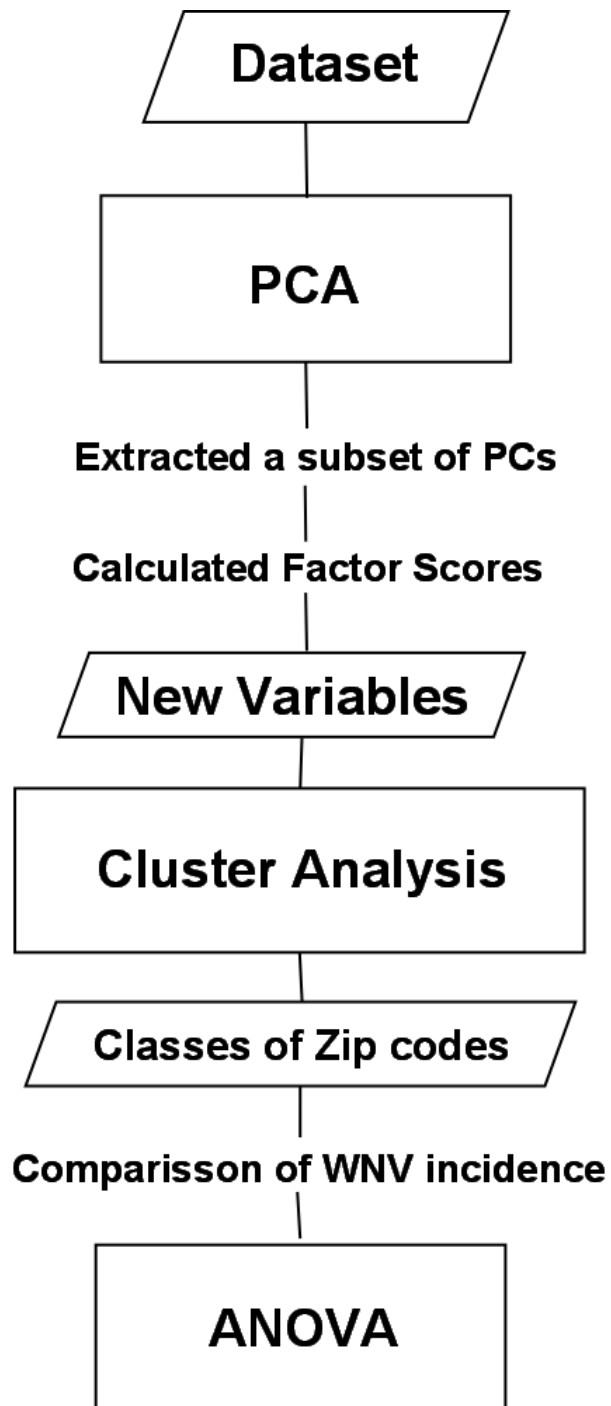 Dataset
PCA
Extracted a subset of PCs
Calculated Factor Scores
New Variables
Cluster Analysis
Classes of Zip codes
Comparisson of WNV incidence
ANOVA